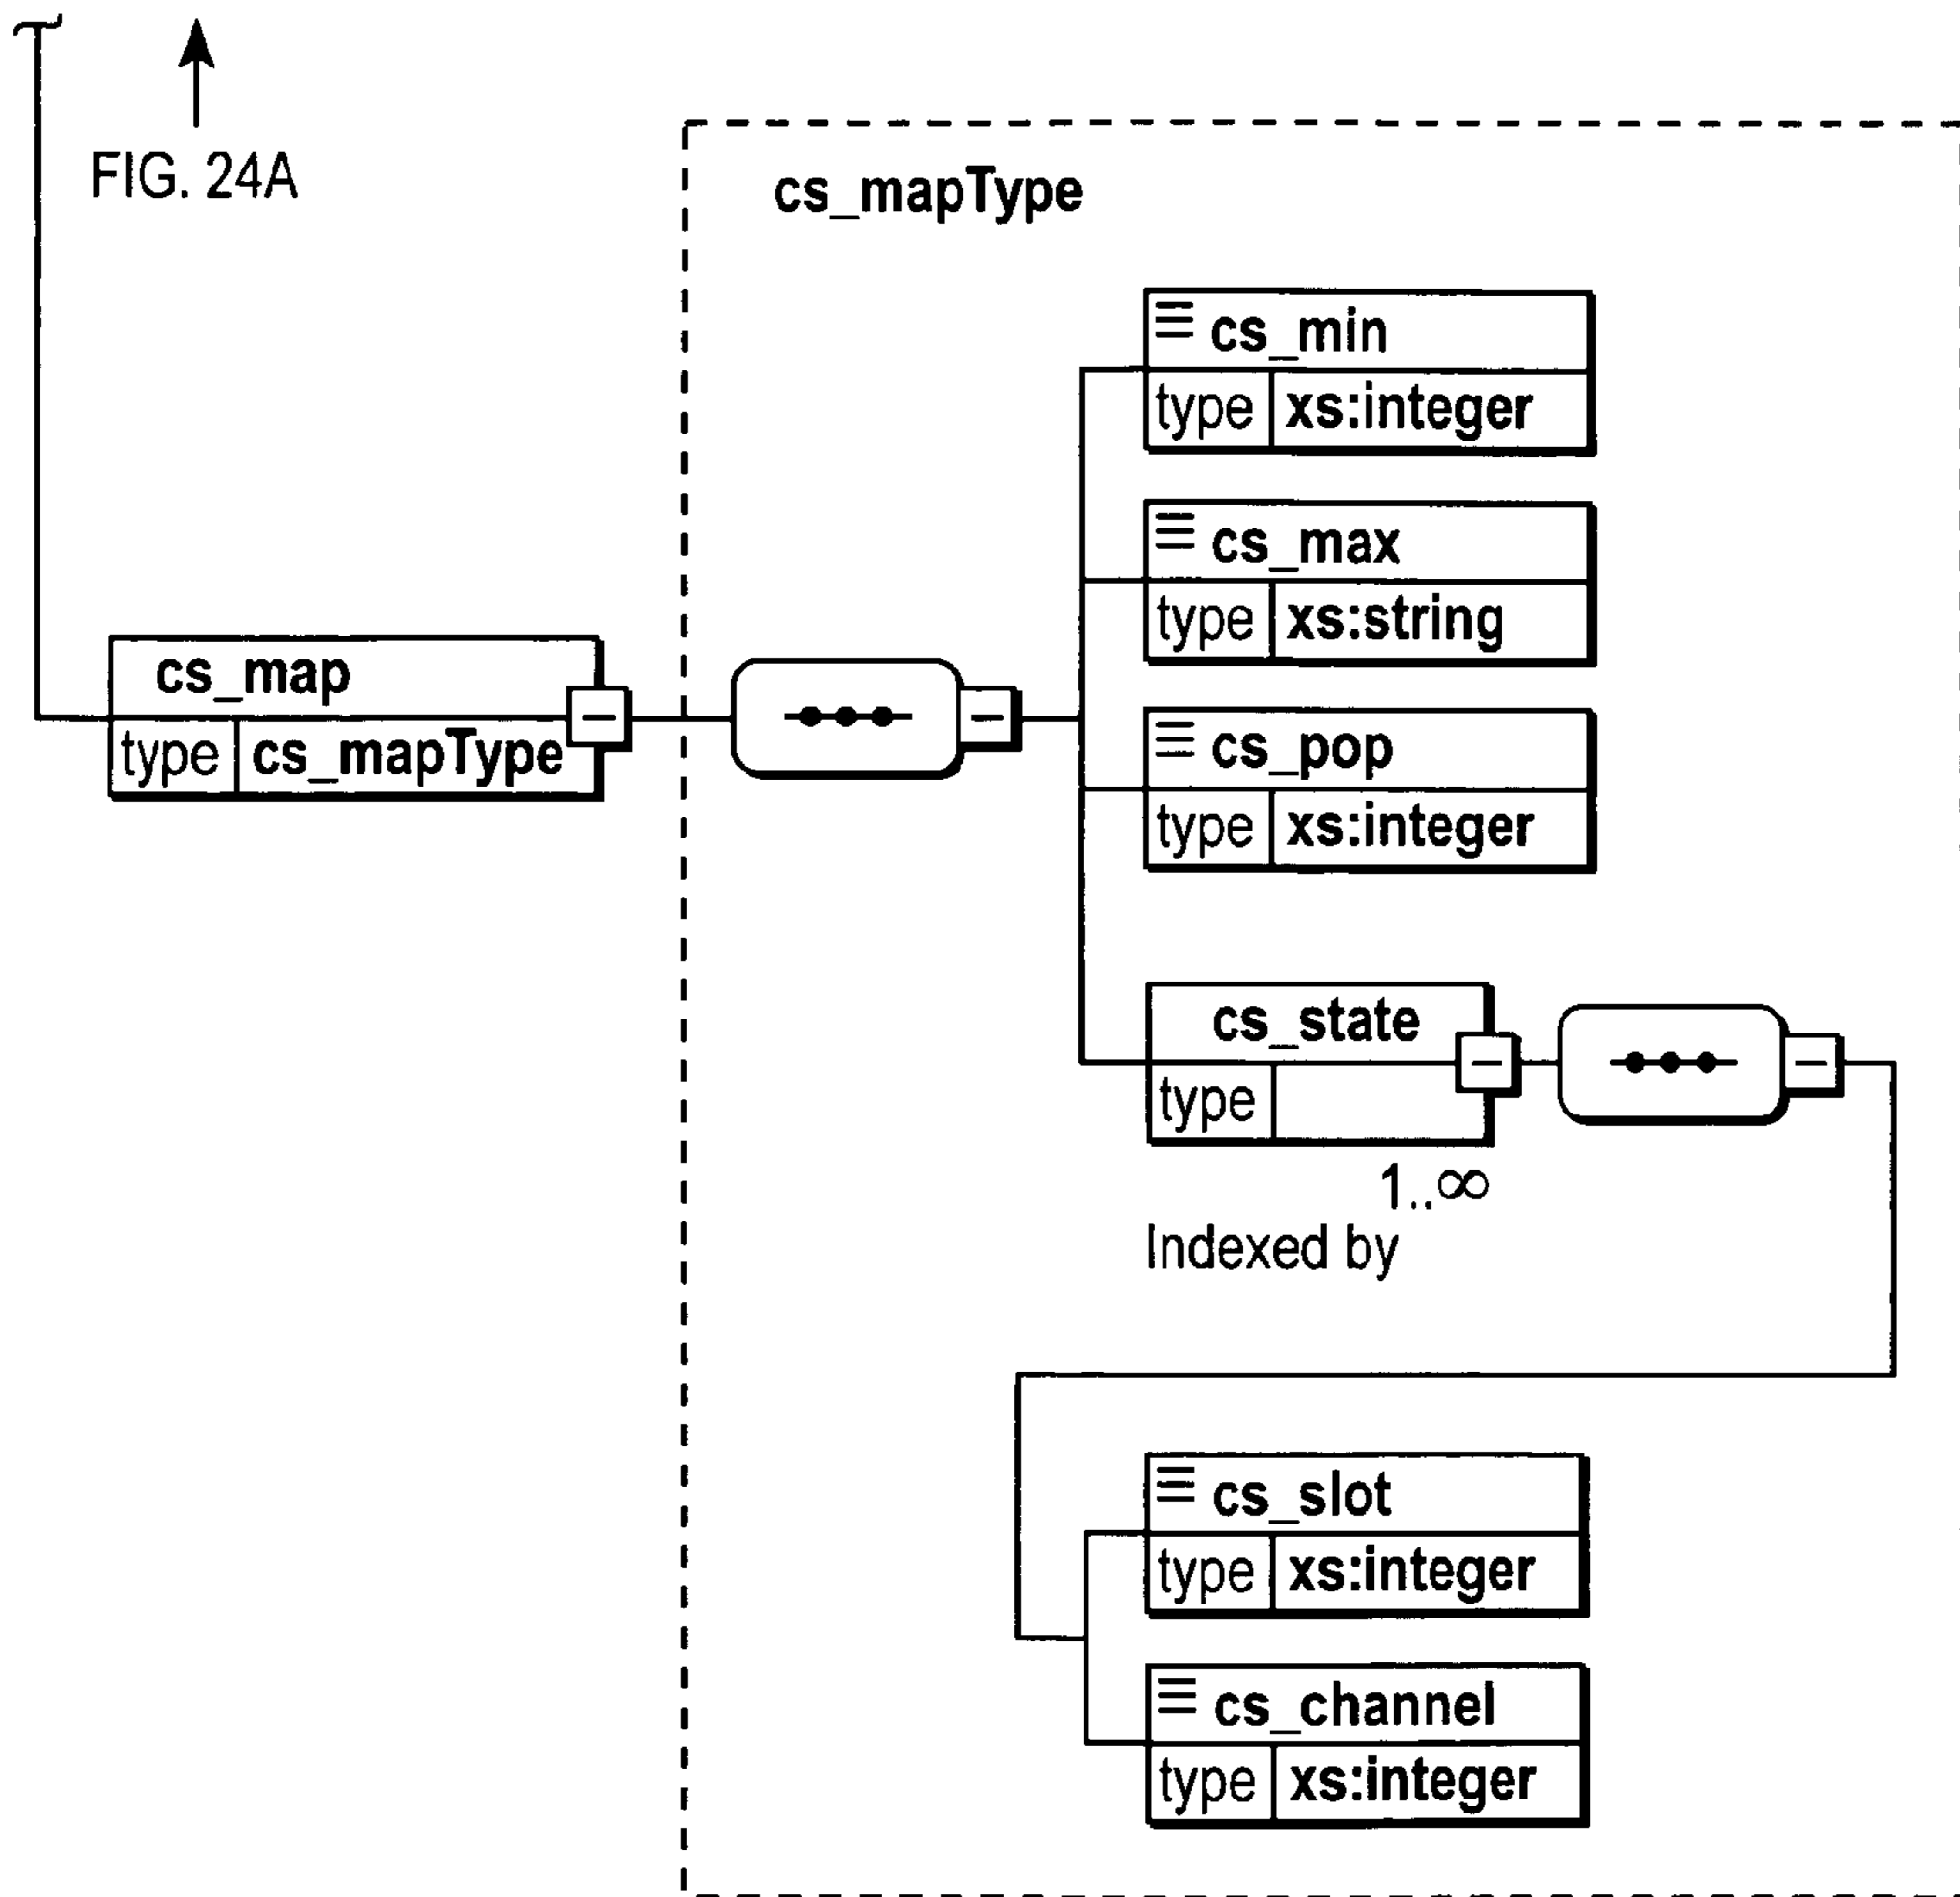 FIG. 24A
cs_mapType
cs_min
type xs:integer
cs_max
type xs:string
cs_map
type cs_mapType
cs_pop
type xs:integer
cs_state
type
1..∞
Indexed by
cs_slot
type xs:integer
cs_channel
type xs:integer